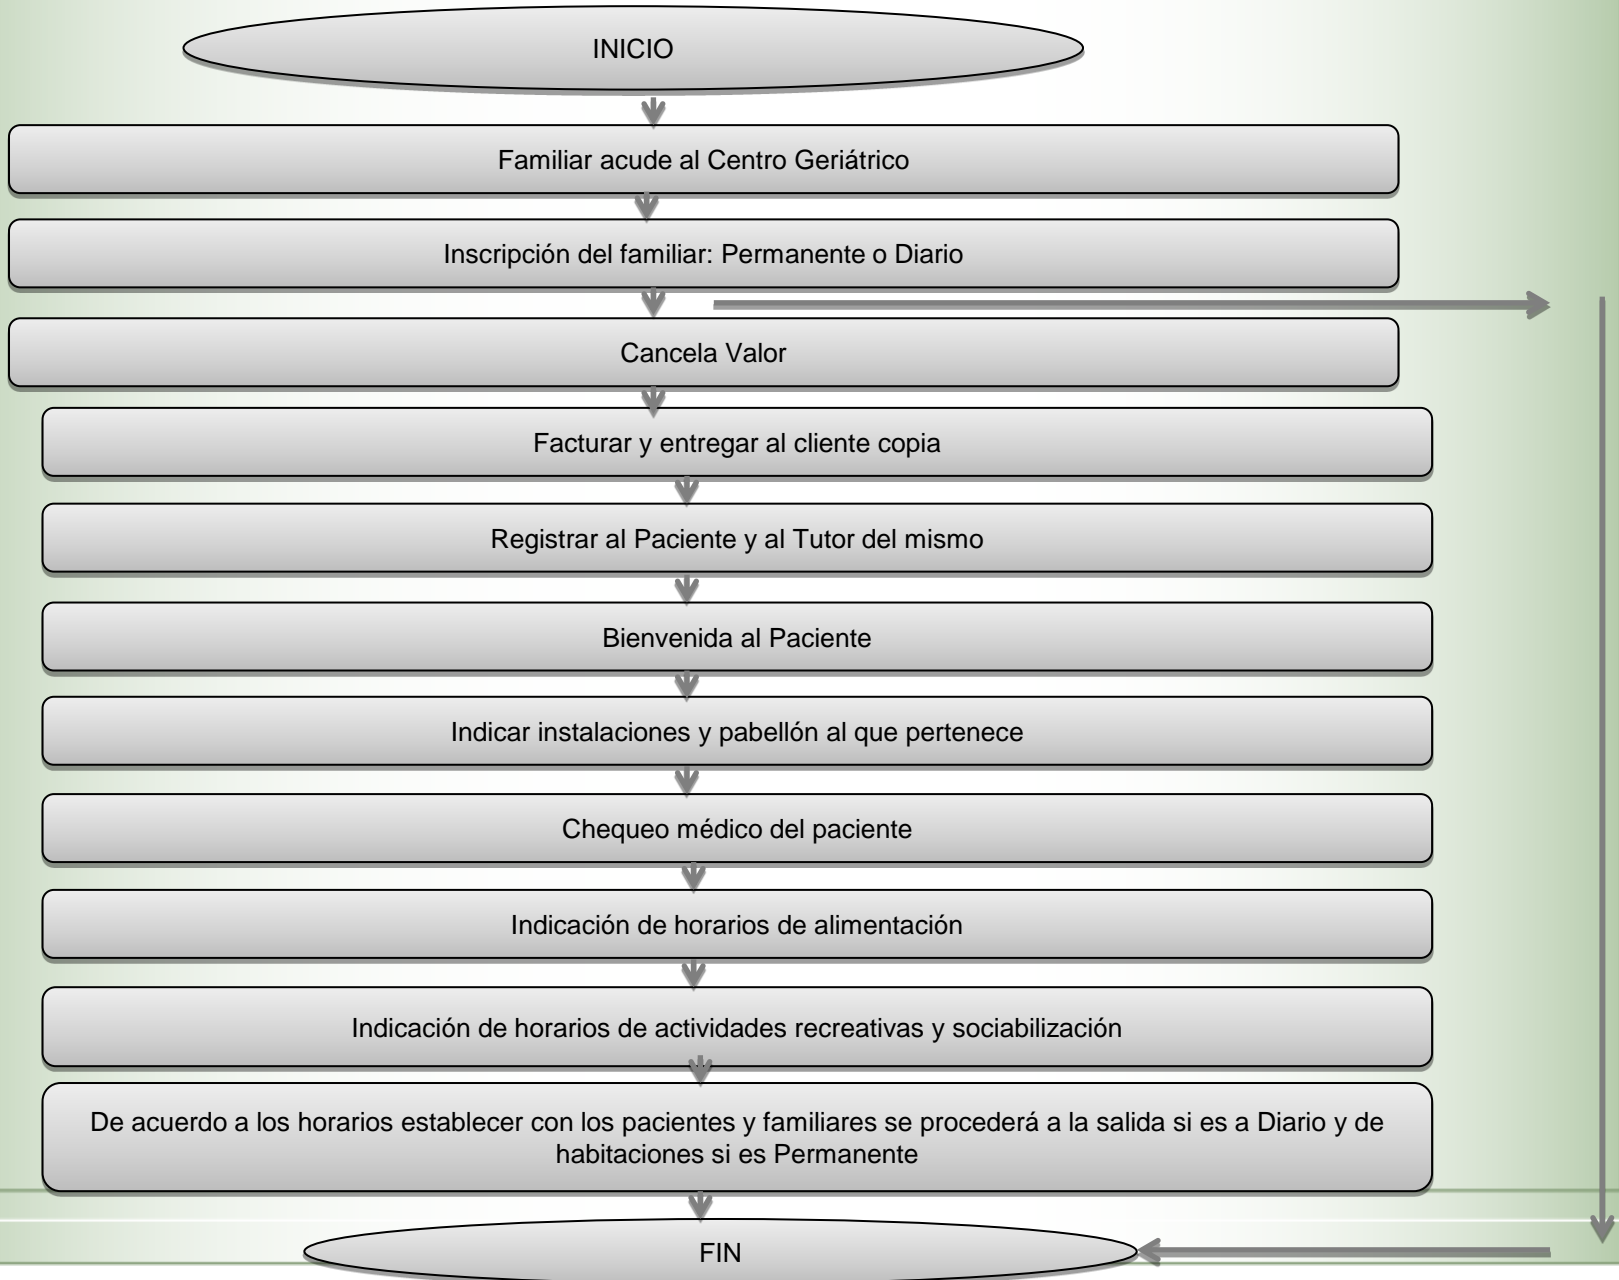 INICIO
Familiar acude al Centro Geriátrico
Inscripción del familiar: Permanente o Diario
Cancela Valor
Facturar y entregar al cliente copia
Registrar al Paciente y al Tutor del mismo
Bienvenida al Paciente
Indicar instalaciones y pabellón al que pertenece
Chequeo médico del paciente
Indicación de horarios de alimentación
Indicación de horarios de actividades recreativas y sociabilización
De acuerdo a los horarios establecer con los pacientes y familiares se procederá a la salida si es a Diario y de
habitaciones si es Permanente
FIN